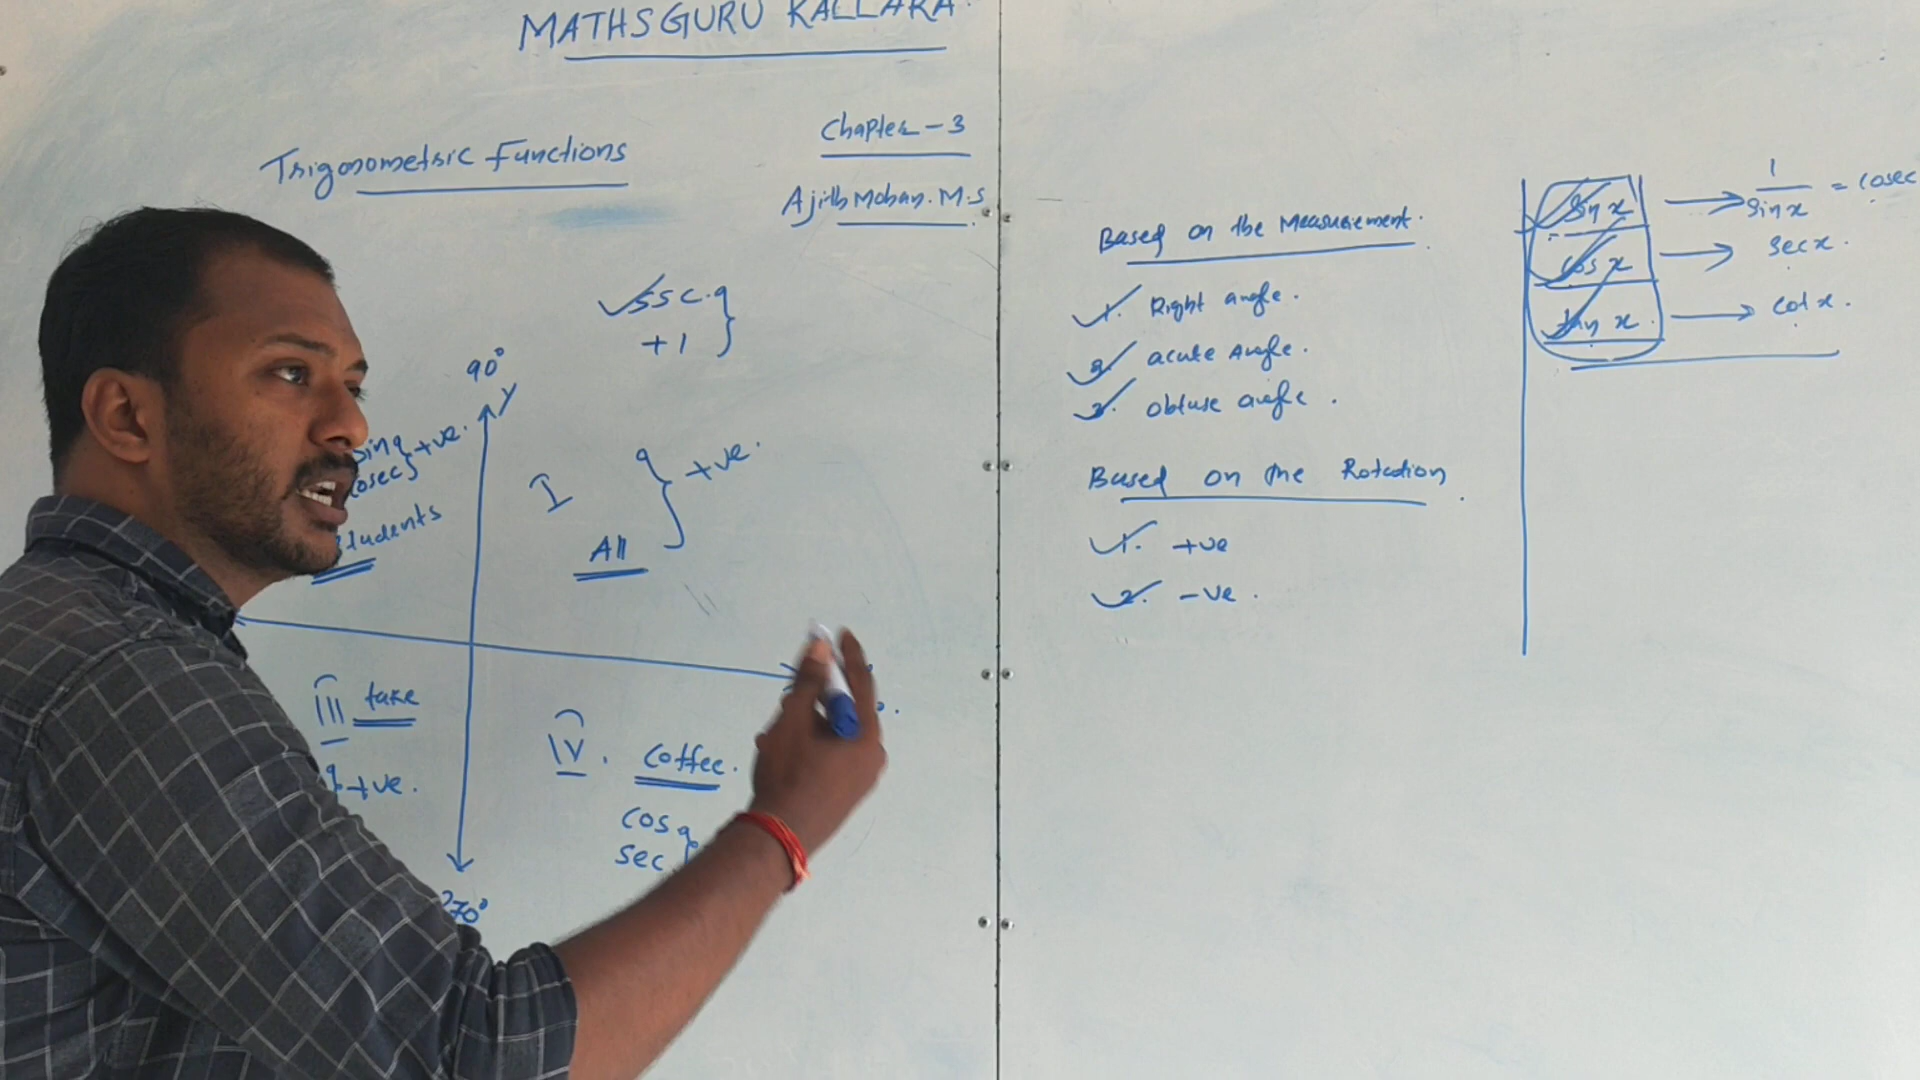 MATHSGURU KALLARA
Trigonometric Functions
Chapter - 3
Ajith Mohan. M.S
SSC
+1
90°
Y
sin
cosec } +ve.
Students
I
} +ve.
All
III take
+ve.
IV. Coffee.
cos
sec
270°
Based on the Measurement.
1. Right angle.
2. acute Angle.
3. obtuse angle.
Based on the Rotation
1. +ve
2. -ve.
sin x → 1/sin x = cosec
cos x → sec x.
tan x → cot x.